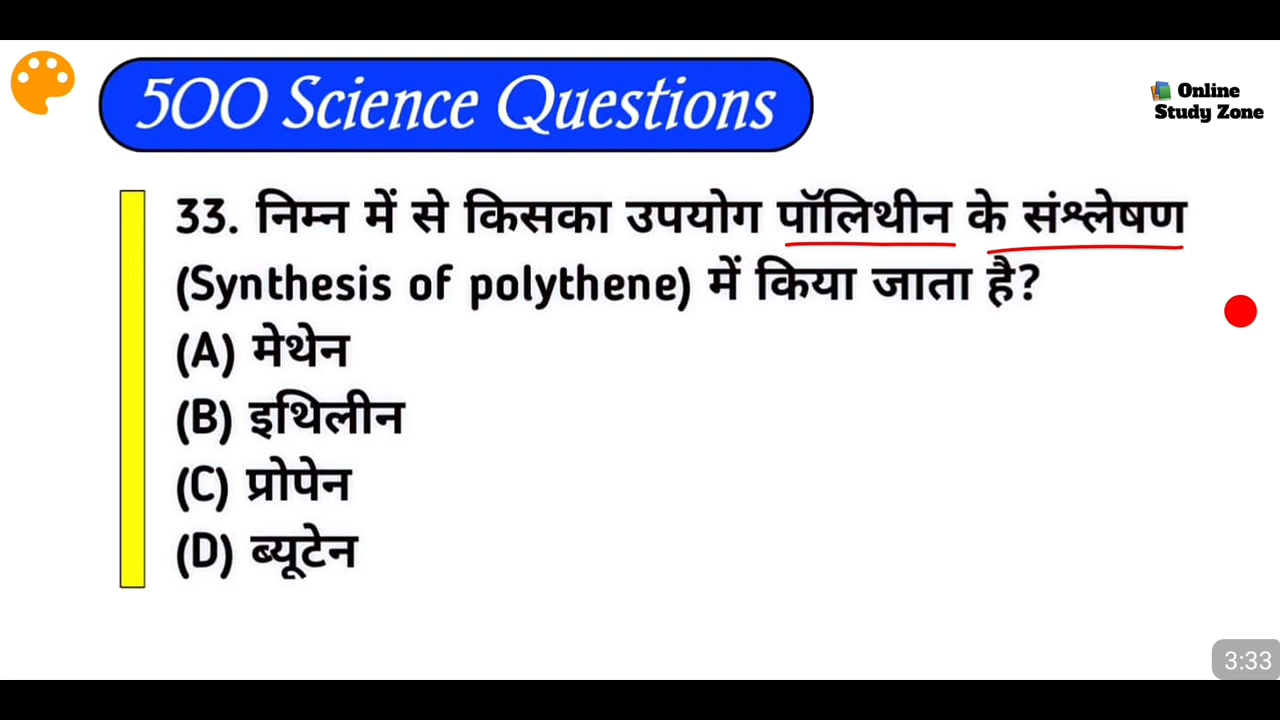 500 Science Questions
Online
Study Zone
33. निम्न में से किसका उपयोग पॉलिथीन के संश्लेषण
(Synthesis of polythene) में किया जाता है?
(A) मेथेन
(B) इथिलीन
(C) प्रोपेन
(D) ब्यूटेन
3:33